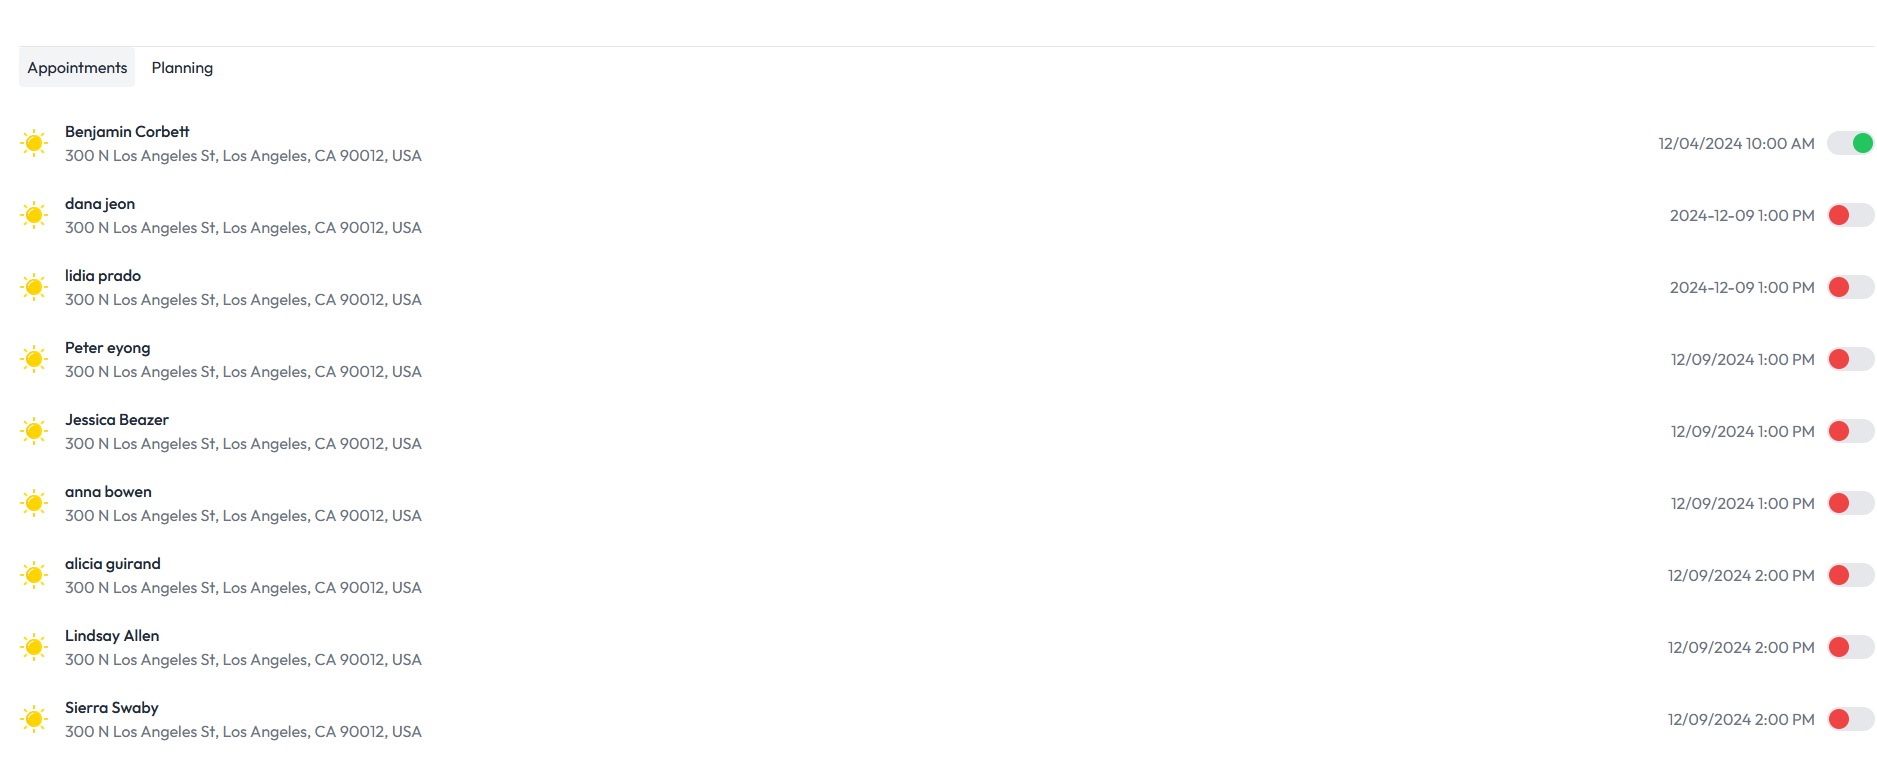 Appointments Planning
Benjamin Corbett
300 N Los Angeles St, Los Angeles, CA 90012, USA
12/04/2024 10:00 AM
dana jeon
300 N Los Angeles St, Los Angeles, CA 90012, USA
2024-12-09 1:00 PM
lidia prado
300 N Los Angeles St, Los Angeles, CA 90012, USA
2024-12-09 1:00 PM
Peter eyong
300 N Los Angeles St, Los Angeles, CA 90012, USA
12/09/2024 1:00 PM
Jessica Beazer
300 N Los Angeles St, Los Angeles, CA 90012, USA
12/09/2024 1:00 PM
anna bowen
300 N Los Angeles St, Los Angeles, CA 90012, USA
12/09/2024 1:00 PM
alicia guirand
300 N Los Angeles St, Los Angeles, CA 90012, USA
12/09/2024 2:00 PM
Lindsay Allen
300 N Los Angeles St, Los Angeles, CA 90012, USA
12/09/2024 2:00 PM
Sierra Swaby
300 N Los Angeles St, Los Angeles, CA 90012, USA
12/09/2024 2:00 PM